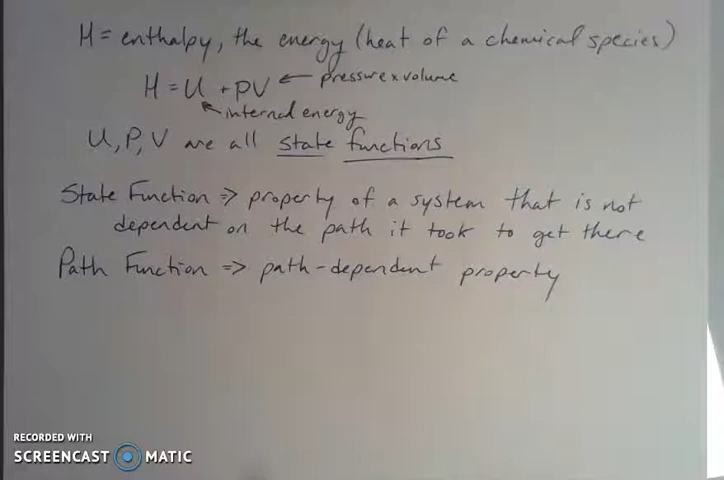 H = enthalpy, the energy (heat of a chemical species)
H = U + PV ← pressure x volume
internal energy
U, P, V are all state functions
State Function => property of a system that is not
dependent on the path it took to get there
Path Function => path-dependent property
RECORDED WITH
SCREENCAST MATIC